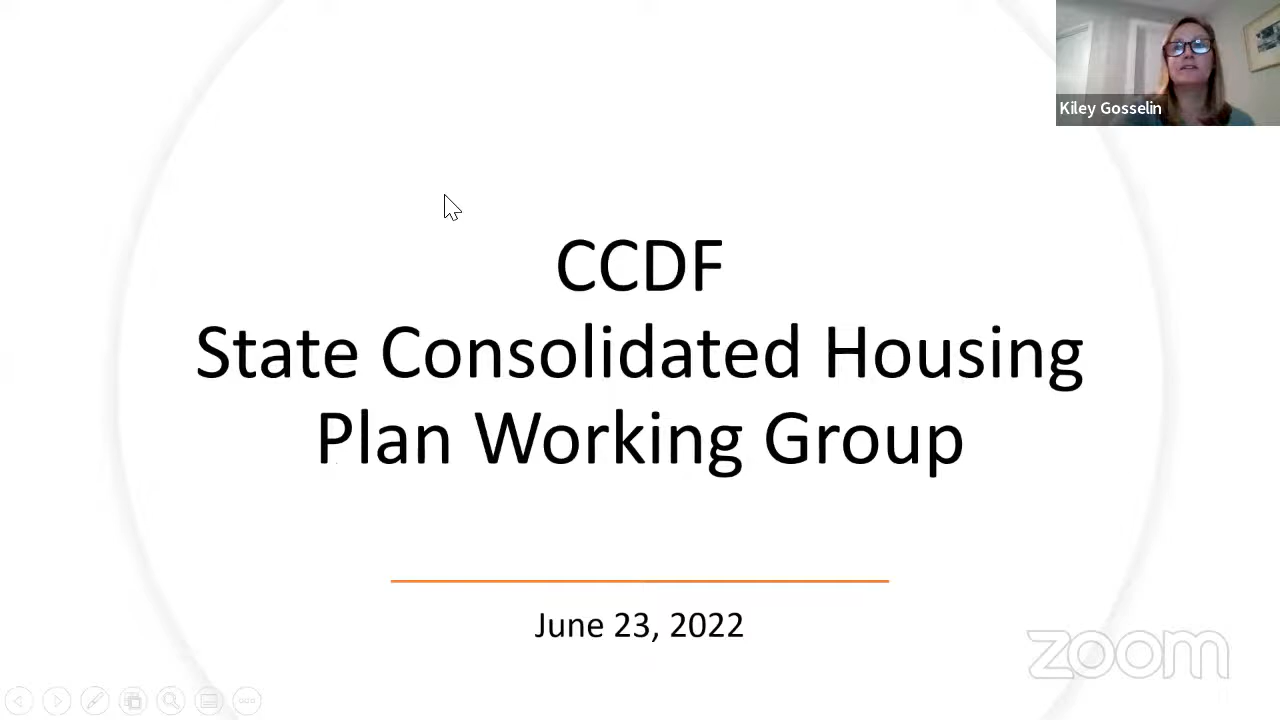 Kiley Gosselin
CCDF
State Consolidated Housing
Plan Working Group
June 23, 2022
zoom